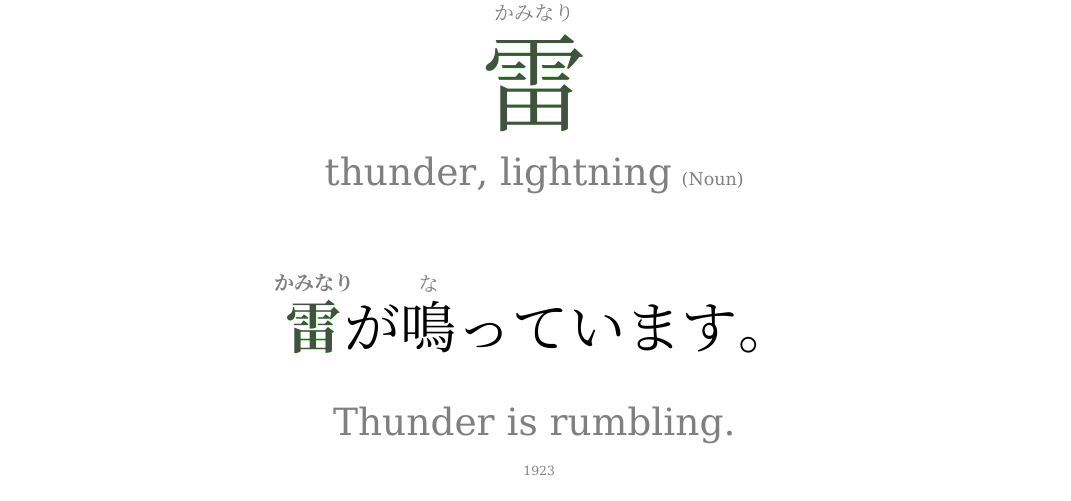 かみなり
雷
thunder, lightning (Noun)
かみなり な
雷が鳴っています。
Thunder is rumbling.
1923